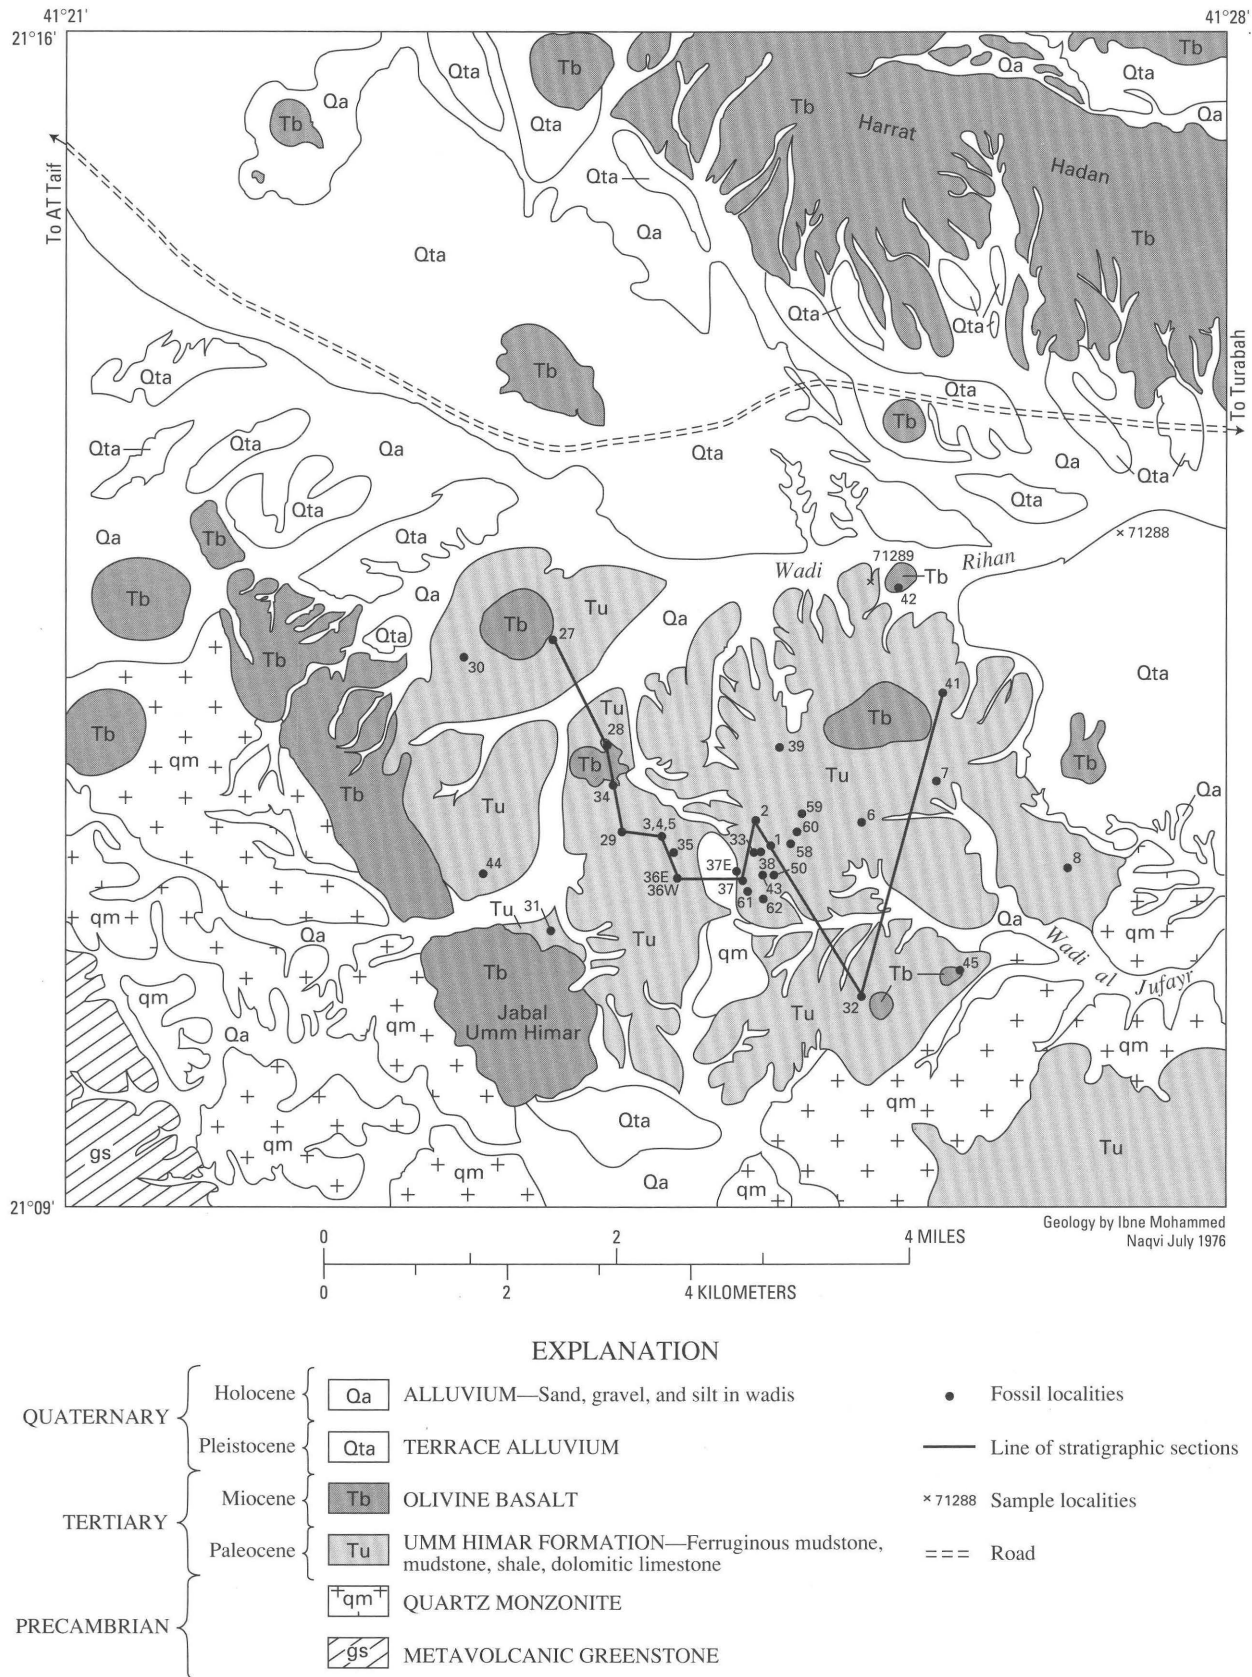 41°21' 41°28'
21°16'
Tb
Qta Tb Qa Qta
Qa
Tb Tb
Qta Harrat Qa
Qta Hadan
To AT Taif
Qa
Qta Tb
Qta Qta
Tb
Qta Qta To Turabah
Tb
Qta Qta Qa Qta Qa Qta
Qta Qta
Qa Tb Qta × 71288
71289 Rihan
Wadi Tb
Tb Qa 42
Tb Tu Qa
27
Qta
Tb 30 Qta
41
Tu
Tb 28 Tb
qm 39
Tb Tb Tu 7 Tb
Tb Tu 34 Qa
2 59
3,4,5 60 6
29 1
35 33 58
37E 38 50 8
44 36E
36W 37 43
61 62
qm 31 Tu Qa
Qa Tu qm Wadi qm
Tb Tb 45 al
qm Jabal Jufayr
qm Umm Himar Tu 32
Qa qm
qm
Qta
gs qm Tu
qm Qa qm
21°09'
Geology by Ibne Mohammed
Naqvi July 1976
0 2 4 MILES
0 2 4 KILOMETERS
EXPLANATION
QUATERNARY
Holocene Qa ALLUVIUM—Sand, gravel, and silt in wadis
Pleistocene Qta TERRACE ALLUVIUM
TERTIARY
Miocene Tb OLIVINE BASALT
Paleocene Tu UMM HIMAR FORMATION—Ferruginous mudstone,
mudstone, shale, dolomitic limestone
PRECAMBRIAN
qm QUARTZ MONZONITE
gs METAVOLCANIC GREENSTONE
Fossil localities
Line of stratigraphic sections
× 71288 Sample localities
Road